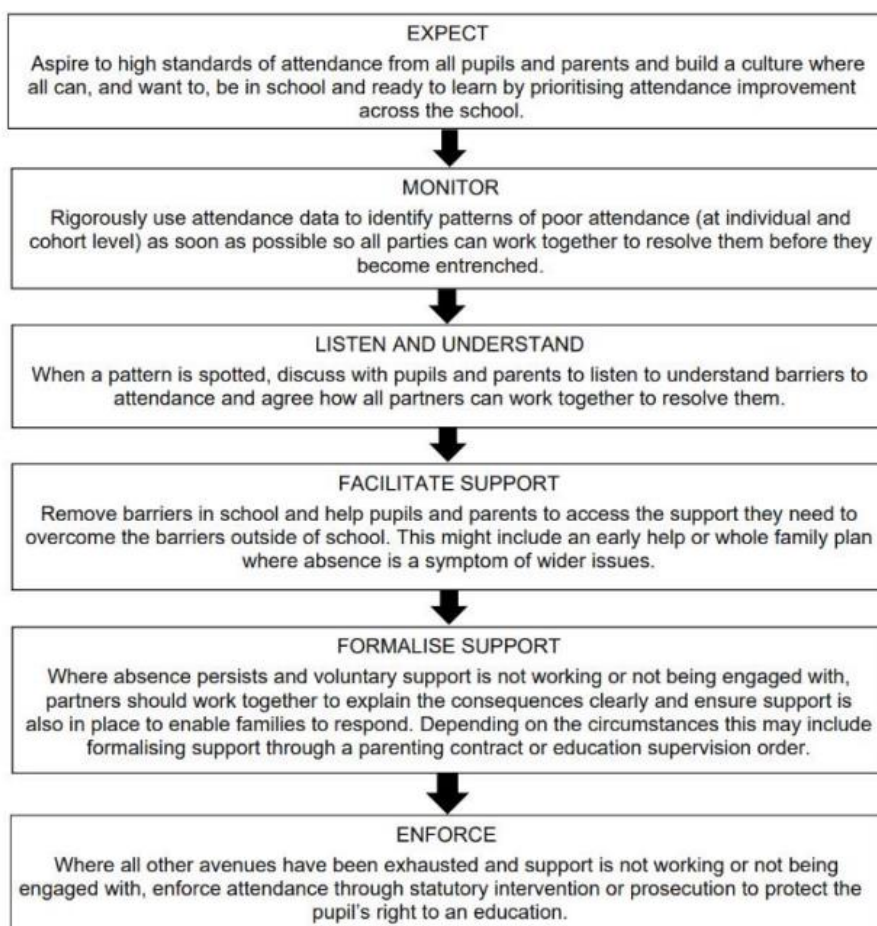 EXPECT
Aspire to high standards of attendance from all pupils and parents and build a culture where
all can, and want to, be in school and ready to learn by prioritising attendance improvement
across the school.
MONITOR
Rigorously use attendance data to identify patterns of poor attendance (at individual and
cohort level) as soon as possible so all parties can work together to resolve them before they
become entrenched.
LISTEN AND UNDERSTAND
When a pattern is spotted, discuss with pupils and parents to listen to understand barriers to
attendance and agree how all partners can work together to resolve them.
FACILITATE SUPPORT
Remove barriers in school and help pupils and parents to access the support they need to
overcome the barriers outside of school. This might include an early help or whole family plan
where absence is a symptom of wider issues.
FORMALISE SUPPORT
Where absence persists and voluntary support is not working or not being engaged with,
partners should work together to explain the consequences clearly and ensure support is
also in place to enable families to respond. Depending on the circumstances this may include
formalising support through a parenting contract or education supervision order.
ENFORCE
Where all other avenues have been exhausted and support is not working or not being
engaged with, enforce attendance through statutory intervention or prosecution to protect the
pupil's right to an education.